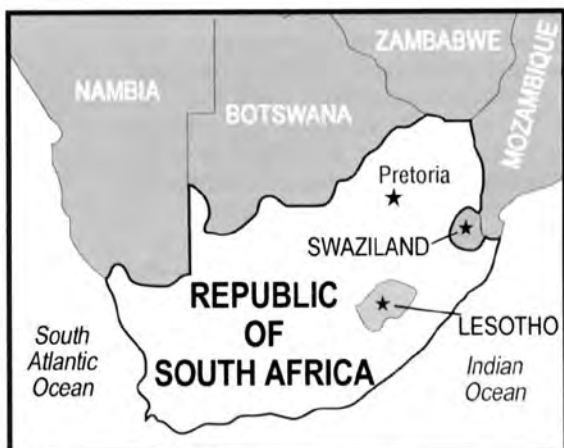 ZAMBABWE
NAMBIA
BOTSWANA
MOZAMBIQUE
Pretoria
SWAZILAND
REPUBLIC
OF
SOUTH AFRICA
LESOTHO
South
Atlantic
Ocean
Indian
Ocean